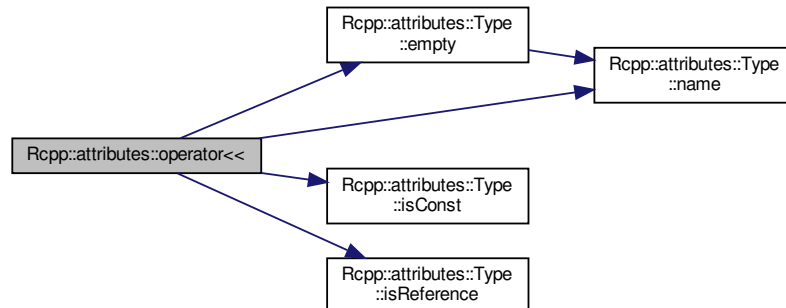 Rcpp::attributes::Type
::empty
Rcpp::attributes::Type
::name
Rcpp::attributes::operator<<
Rcpp::attributes::Type
::isConst
Rcpp::attributes::Type
::isReference